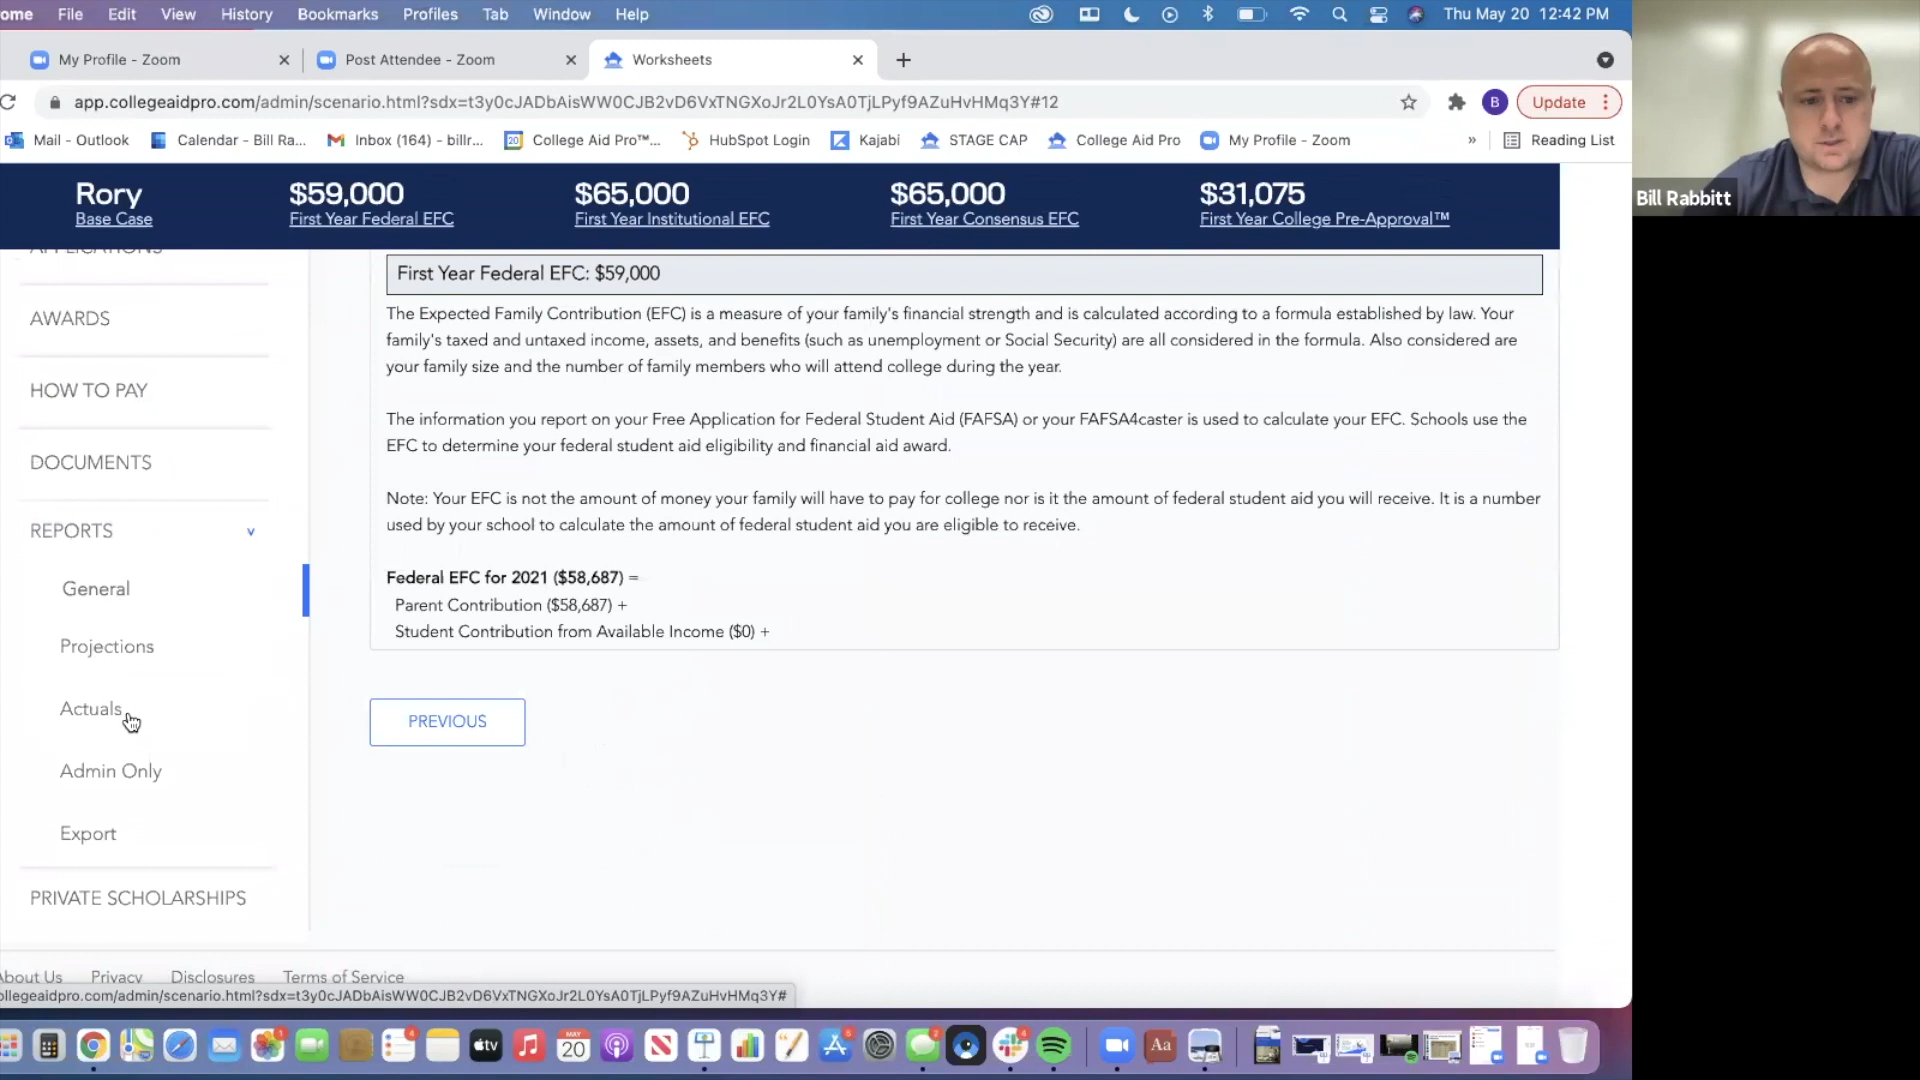 ome File Edit View History Bookmarks Profiles Tab Window Help Thu May 20 12:42 PM
My Profile - Zoom Post Attendee - Zoom Worksheets
app.collegeaidpro.com/admin/scenario.html?sdx=t3y0cJADbAisWW0CJB2vD6VxTNGXoJr2L0YsA0TjLPyf9AZuHvHMq3Y#12 B Update
Mail - Outlook Calendar - Bill Ra... Inbox (164) - billr... 20 College Aid Pro™... HubSpot Login Kajabi STAGE CAP College Aid Pro My Profile - Zoom » Reading List
Rory $59,000 $65,000 $65,000 $31,075
Base Case First Year Federal EFC First Year Institutional EFC First Year Consensus EFC First Year College Pre-Approval™
Bill Rabbitt
APPLICATIONS
AWARDS
HOW TO PAY
DOCUMENTS
REPORTS
General
Projections
Actuals
Admin Only
Export
PRIVATE SCHOLARSHIPS
First Year Federal EFC: $59,000
The Expected Family Contribution (EFC) is a measure of your family's financial strength and is calculated according to a formula established by law. Your
family's taxed and untaxed income, assets, and benefits (such as unemployment or Social Security) are all considered in the formula. Also considered are
your family size and the number of family members who will attend college during the year.
The information you report on your Free Application for Federal Student Aid (FAFSA) or your FAFSA4caster is used to calculate your EFC. Schools use the
EFC to determine your federal student aid eligibility and financial aid award.
Note: Your EFC is not the amount of money your family will have to pay for college nor is it the amount of federal student aid you will receive. It is a number
used by your school to calculate the amount of federal student aid you are eligible to receive.
Federal EFC for 2021 ($58,687) =
Parent Contribution ($58,687) +
Student Contribution from Available Income ($0) +
PREVIOUS
About Us Privacy Disclosures Terms of Service
ollegeaidpro.com/admin/scenario.html?sdx=t3y0cJADbAisWW0CJB2vD6VxTNGXoJr2L0YsA0TjLPyf9AZuHvHMq3Y#
1 4 tv MAY 20 5 2 4 Aa